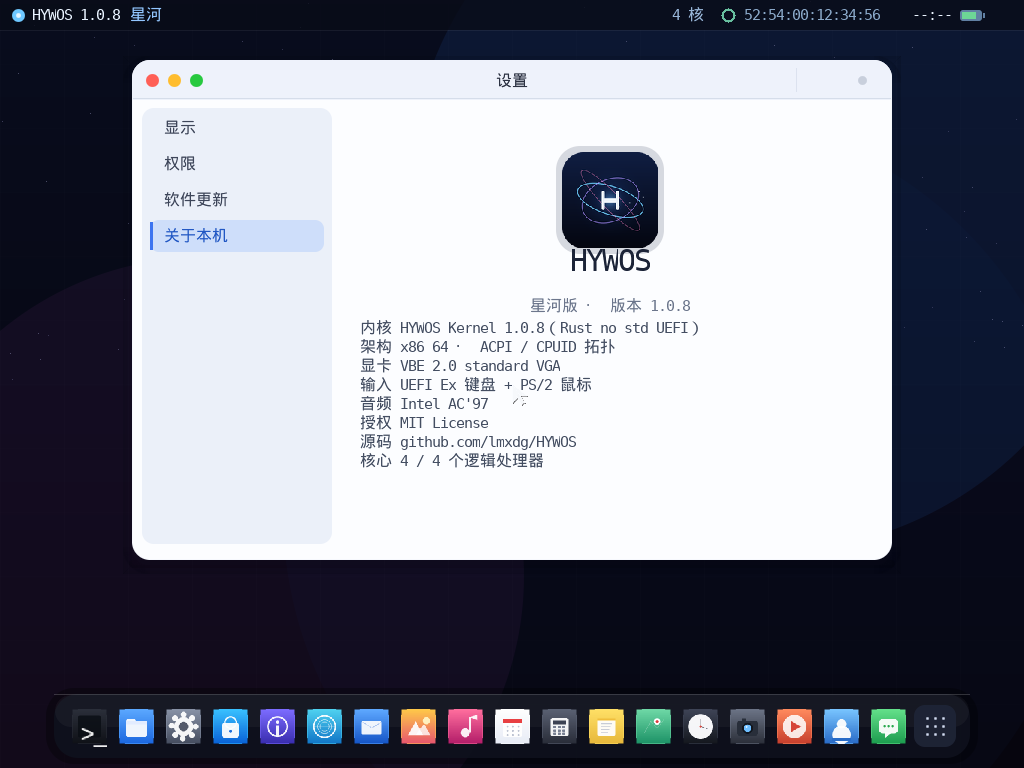 HYWOS 1.0.8 星河
4 核 52:54:00:12:34:56 --:--
设置
显示
权限
软件更新
关于本机
H
HYWOS
星河版 · 版本 1.0.8
内核 HYWOS Kernel 1.0.8 ( Rust no std UEFI )
架构 x86 64 · ACPI / CPUID 拓扑
显卡 VBE 2.0 standard VGA
输入 UEFI Ex 键盘 + PS/2 鼠标
音频 Intel AC'97
授权 MIT License
源码 github.com/lmxdg/HYWOS
核心 4 / 4 个逻辑处理器
>_